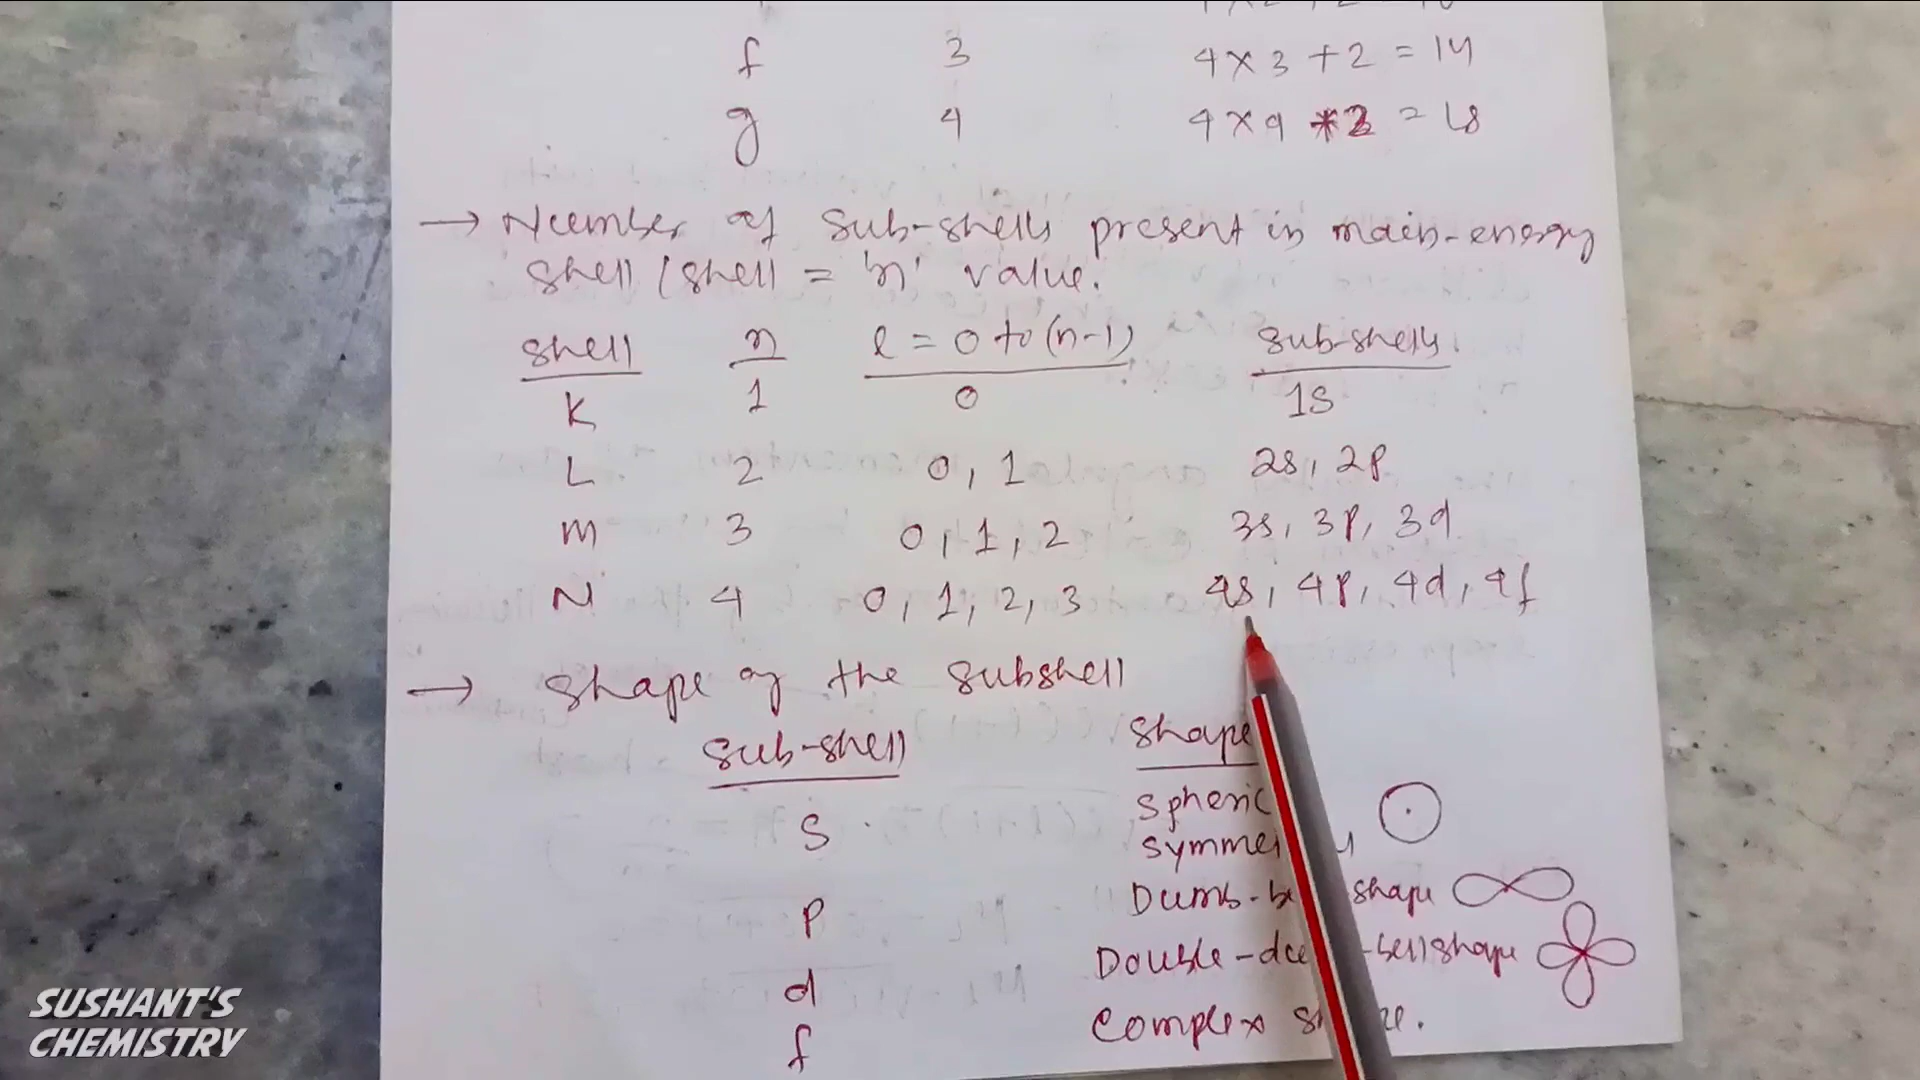 f 3 4 x 3 + 2 = 14
g 4 4 x 4 + 2 = 18
→ Number of sub-shells present in main-energy
shell / shell = 'n' value.
shell n l = 0 to (n-1) sub-shells.
K 1 0 1s
L 2 0, 1 2s, 2p
M 3 0, 1, 2 3s, 3p, 3d
N 4 0, 1, 2, 3 4s, 4p, 4d, 4f
→ Shape of the subshell
Sub-shell Shape
S Spheric
symme
p Dumb-b shape
d Double-du -bell shape
f Complex sh e.
SUSHANT'S
CHEMISTRY